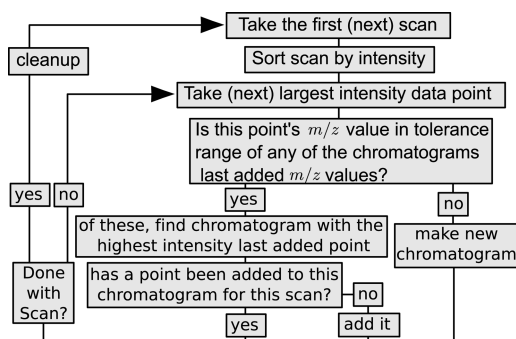 Take the first (next) scan
cleanup
Sort scan by intensity
Take (next) largest intensity data point
Is this point's m/z value in tolerance
range of any of the chromatograms
last added m/z values?
yes
no
yes
no
of these, find chromatogram with the
highest intensity last added point
make new
chromatogram
Done
with
Scan?
has a point been added to this
chromatogram for this scan?
no
yes
add it